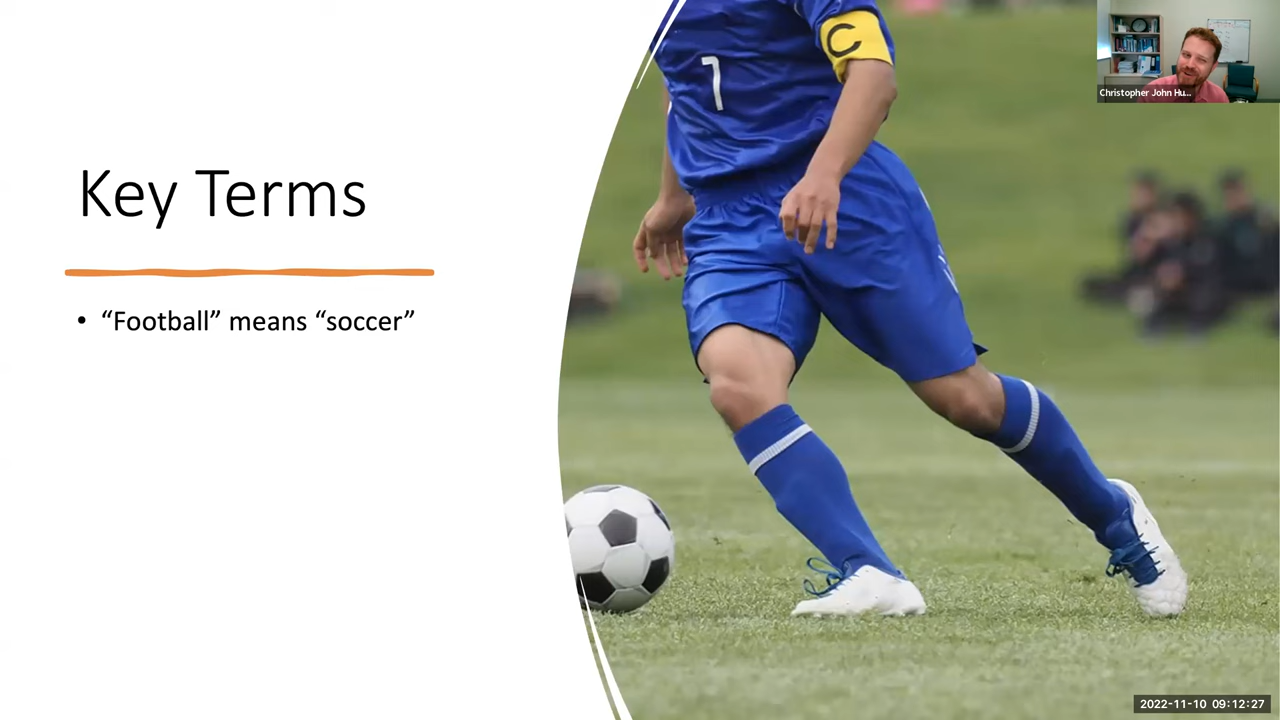 Key Terms
• “Football” means “soccer”
7
C
Christopher John Hu...
2022-11-10 09:12:27